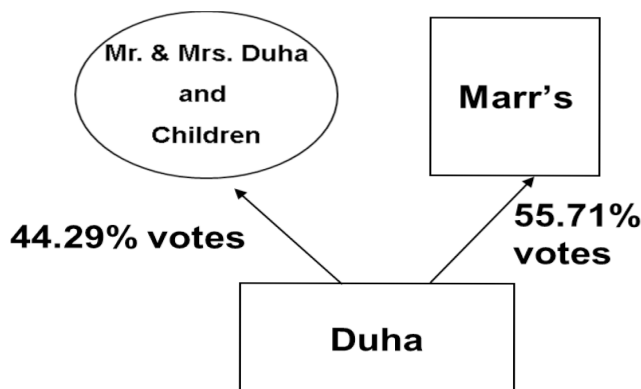 Mr. & Mrs. Duha
and
Children
Marr's
44.29% votes
55.71%
votes
Duha